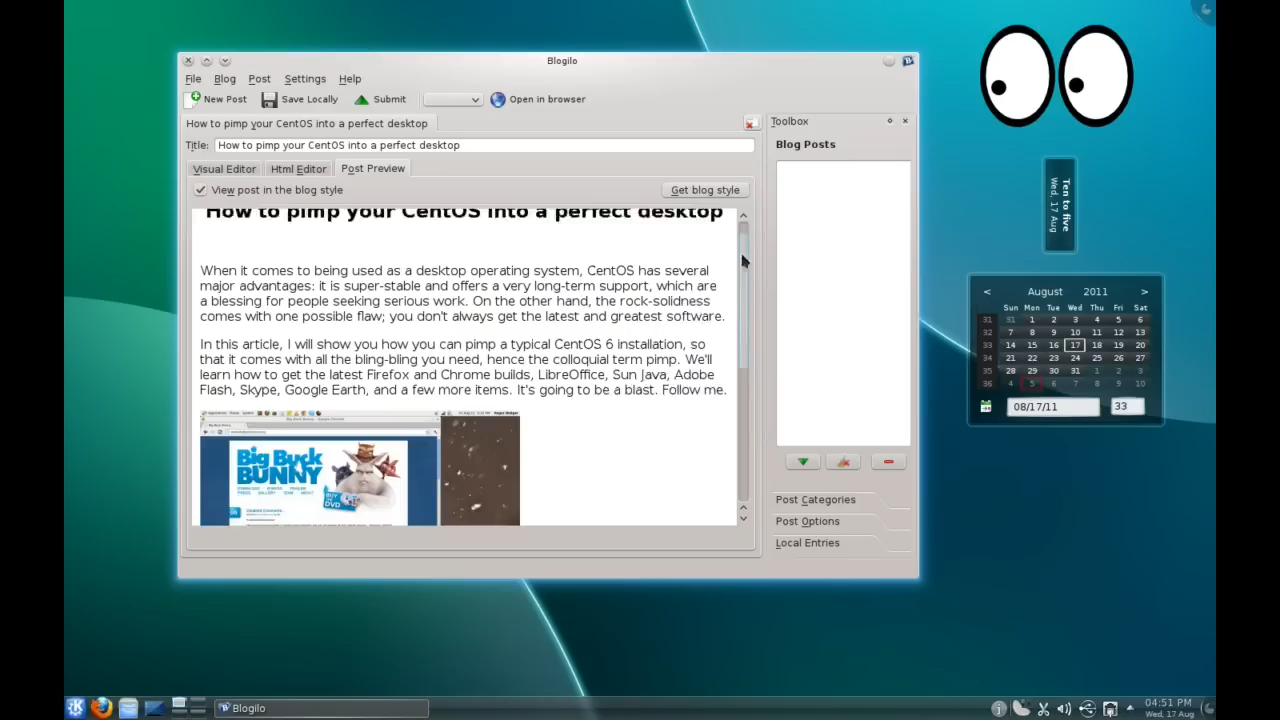 Blogilo
File Blog Post Settings Help
New Post Save Locally Submit Open in browser
How to pimp your CentOS into a perfect desktop
Title: How to pimp your CentOS into a perfect desktop
Visual Editor Html Editor Post Preview
View post in the blog style Get blog style
How to pimp your CentOS into a perfect desktop
When it comes to being used as a desktop operating system, CentOS has several
major advantages: it is super-stable and offers a very long-term support, which are
a blessing for people seeking serious work. On the other hand, the rock-solidness
comes with one possible flaw; you don't always get the latest and greatest software.
In this article, I will show you how you can pimp a typical CentOS 6 installation, so
that it comes with all the bling-bling you need, hence the colloquial term pimp. We'll
learn how to get the latest Firefox and Chrome builds, LibreOffice, Sun Java, Adobe
Flash, Skype, Google Earth, and a few more items. It's going to be a blast. Follow me.
Big Buck
BUNNY
BUY
THE
DVD
Toolbox
Blog Posts
Post Categories
Post Options
Local Entries
Ten to five
Wed, 17 Aug
< August 2011 >
Sun Mon Tue Wed Thu Fri Sat
31 31 1 2 3 4 5 6
32 7 8 9 10 11 12 13
33 14 15 16 17 18 19 20
34 21 22 23 24 25 26 27
35 28 29 30 31 1 2 3
36 4 5 6 7 8 9 10
08/17/11 33
Blogilo
04:51 PM
Wed, 17 Aug